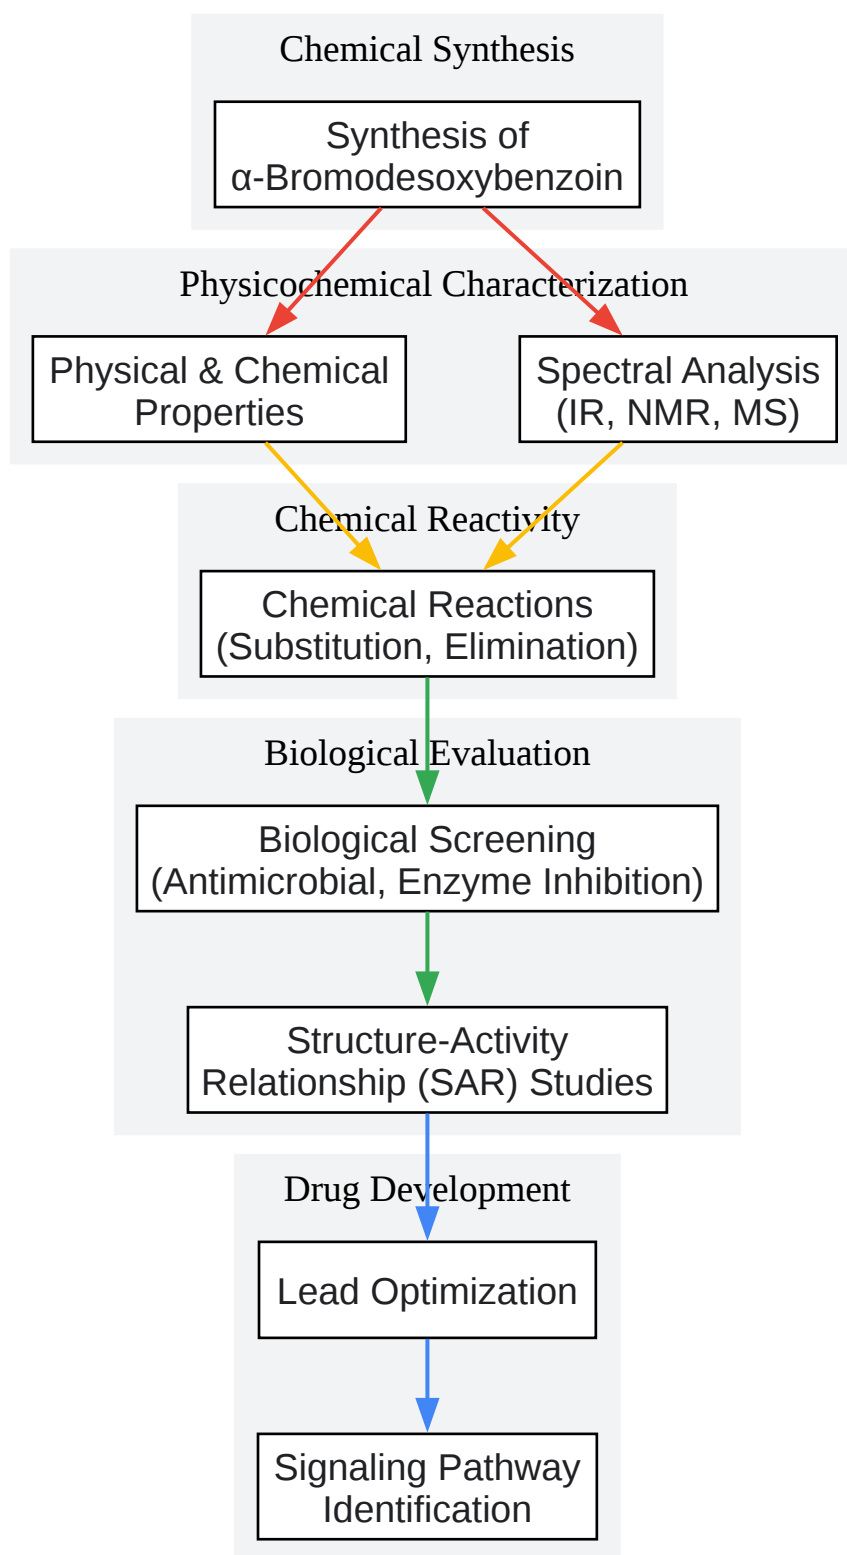 Chemical Synthesis
Synthesis of
α-Bromodesoxybenzoin
Physicochemical Characterization
Physical & Chemical
Properties
Spectral Analysis
(IR, NMR, MS)
Chemical Reactivity
Chemical Reactions
(Substitution, Elimination)
Biological Evaluation
Biological Screening
(Antimicrobial, Enzyme Inhibition)
Structure-Activity
Relationship (SAR) Studies
Drug Development
Lead Optimization
Signaling Pathway
Identification